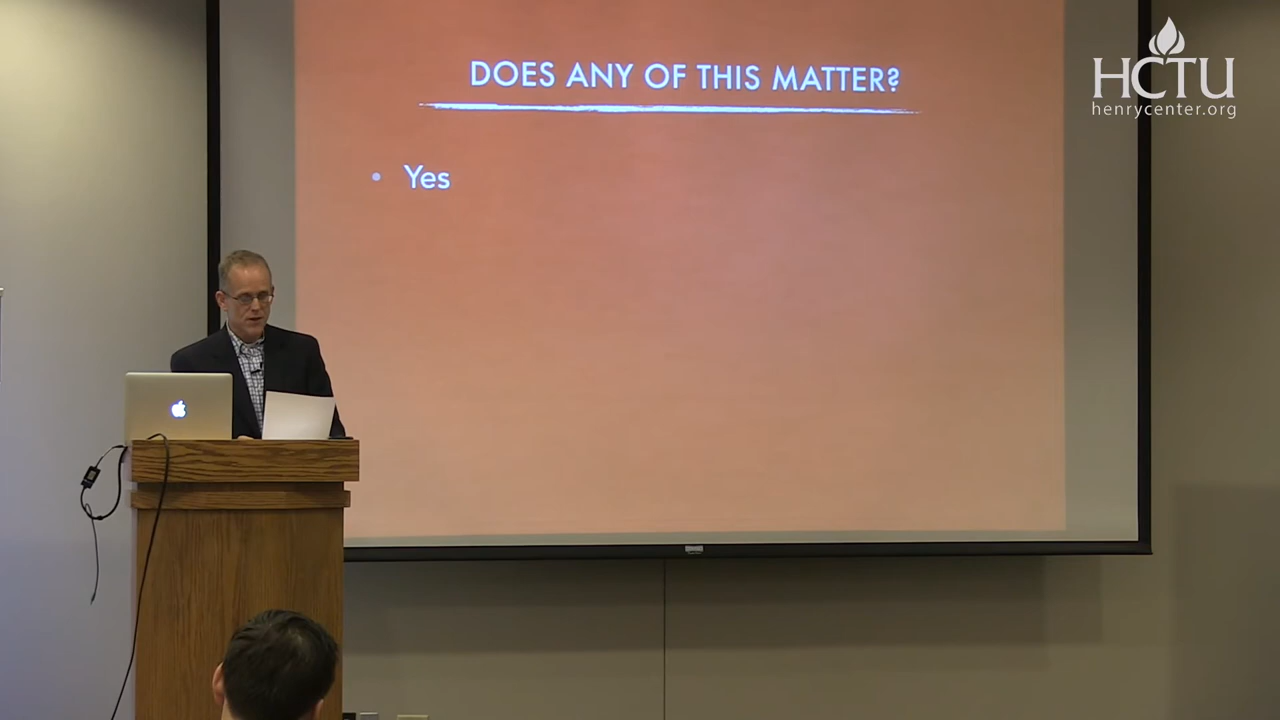 DOES ANY OF THIS MATTER?
• Yes
HCTU
henrycenter.org